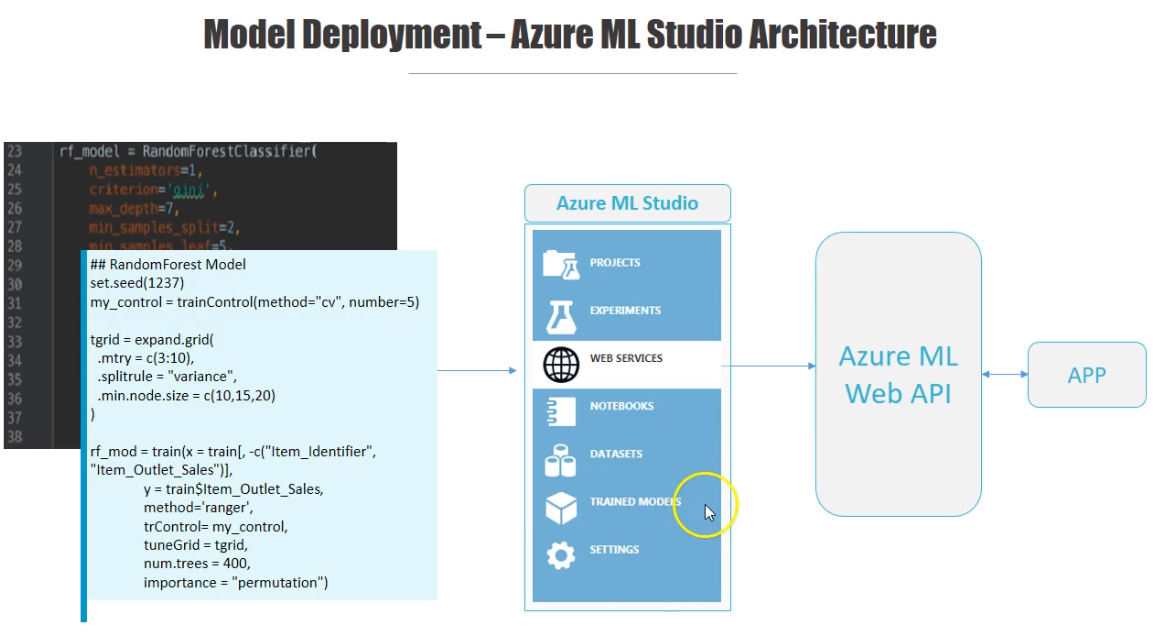 Model Deployment – Azure ML Studio Architecture
23 rf_model = RandomForestClassifier(
24 n_estimators=1,
25 criterion='gini',
26 max_depth=7,
27 min_samples_split=2,
28 min_samples_leaf=5,
29
30
31
32
33
34
35
36
37
38
## RandomForest Model
set.seed(1237)
my_control = trainControl(method="cv", number=5)
tgrid = expand.grid(
.mtry = c(3:10),
.splitrule = "variance",
.min.node.size = c(10,15,20)
)
rf_mod = train(x = train[, -c("Item_Identifier",
"Item_Outlet_Sales")],
y = train$Item_Outlet_Sales,
method='ranger',
trControl= my_control,
tuneGrid = tgrid,
num.trees = 400,
importance = "permutation")
Azure ML Studio
PROJECTS
EXPERIMENTS
WEB SERVICES
NOTEBOOKS
DATASETS
TRAINED MODELS
SETTINGS
Azure ML
Web API
APP